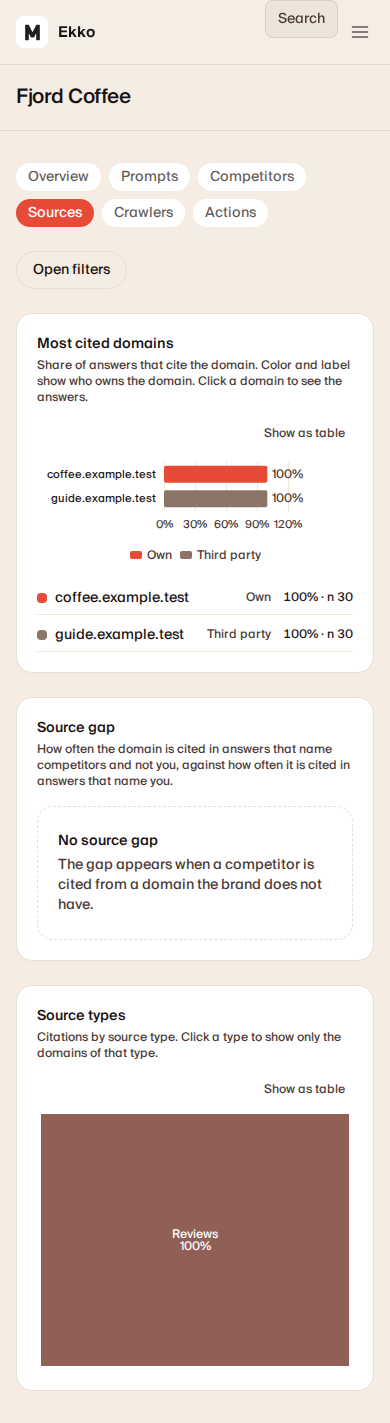 Search
M Ekko
Fjord Coffee
Overview Prompts Competitors
Sources Crawlers Actions
Open filters
Most cited domains
Share of answers that cite the domain. Color and label
show who owns the domain. Click a domain to see the
answers.
Show as table
coffee.example.test 100%
guide.example.test 100%
0% 30% 60% 90% 120%
Own Third party
coffee.example.test Own 100% · n 30
guide.example.test Third party 100% · n 30
Source gap
How often the domain is cited in answers that name
competitors and not you, against how often it is cited in
answers that name you.
No source gap
The gap appears when a competitor is
cited from a domain the brand does not
have.
Source types
Citations by source type. Click a type to show only the
domains of that type.
Show as table
Reviews
100%